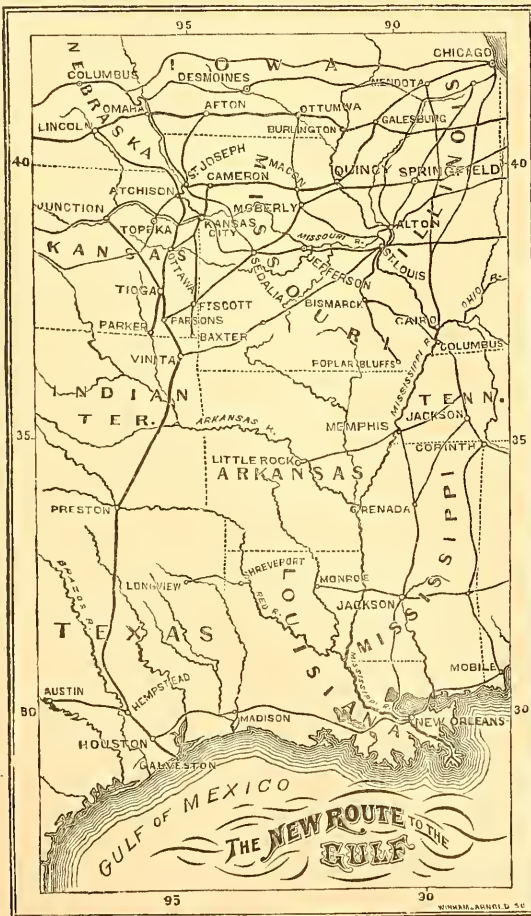 95 90
CHICAGO
NEBRASKA
IOWA
COLUMBUS
DESMOINES
MENDOTA
OMAHA
AFTON
OTTUMWA
GALESBURG
LINCOLN
BURLINGTON
ILLINOIS
40 40
ST. JOSEPH
MACON
CAMERON
QUINCY
SPRINGFIELD
ATCHISON
JUNCTION
MOBERLY
ALTON
TOPEKA
KANSAS CITY
MISSOURI R.
KANSAS
OTTAWA
SEDALIA
JEFFERSON
ST. LOUIS
MISSOURI
OHIO R.
TIOGA
FT. SCOTT
BISMARCK
CAIRO
PARKER
PARSONS
BAXTER
COLUMBUS
VINITA
POPLAR BLUFFS
MISSISSIPPI R.
INDIAN TER.
TENN.
ARKANSAS R.
MEMPHIS
JACKSON
35 35
CORINTH
LITTLE ROCK
ARKANSAS
PRESTON
GRENADA
MISSISSIPPI
BRAZOS R.
SHREVEPORT
LONGVIEW
MONROE
RED R.
LOUISIANA
JACKSON
TEXAS
MISSISSIPPI R.
MOBILE
AUSTIN
HEMPSTEAD
30 30
MADISON
NEW ORLEANS
HOUSTON
GALVESTON
GULF OF MEXICO
THE NEW ROUTE TO THE
GULF
95 90